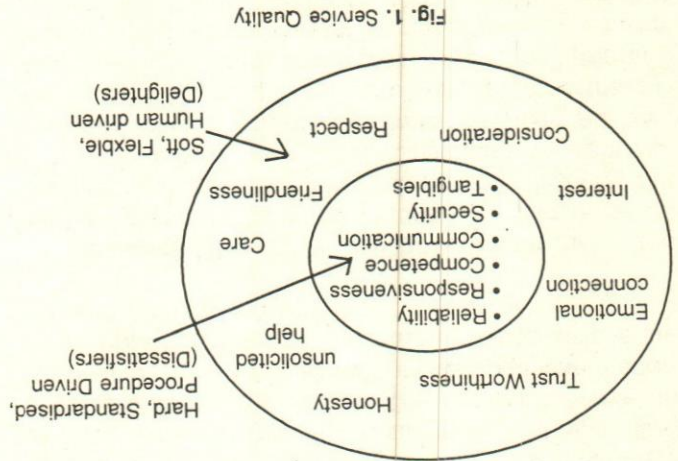 Hard, Standardised,
Procedure Driven
(Dissatisfiers)
Honesty
Trust Worthiness
unsolicited
help
Emotional
connection
• Reliability
• Responsiveness
• Competence
• Communication
• Security
• Tangibles
Care
Interest
Friendliness
Consideration
Respect
Soft, Flexble,
Human driven
(Delighters)
Fig. 1. Service Quality